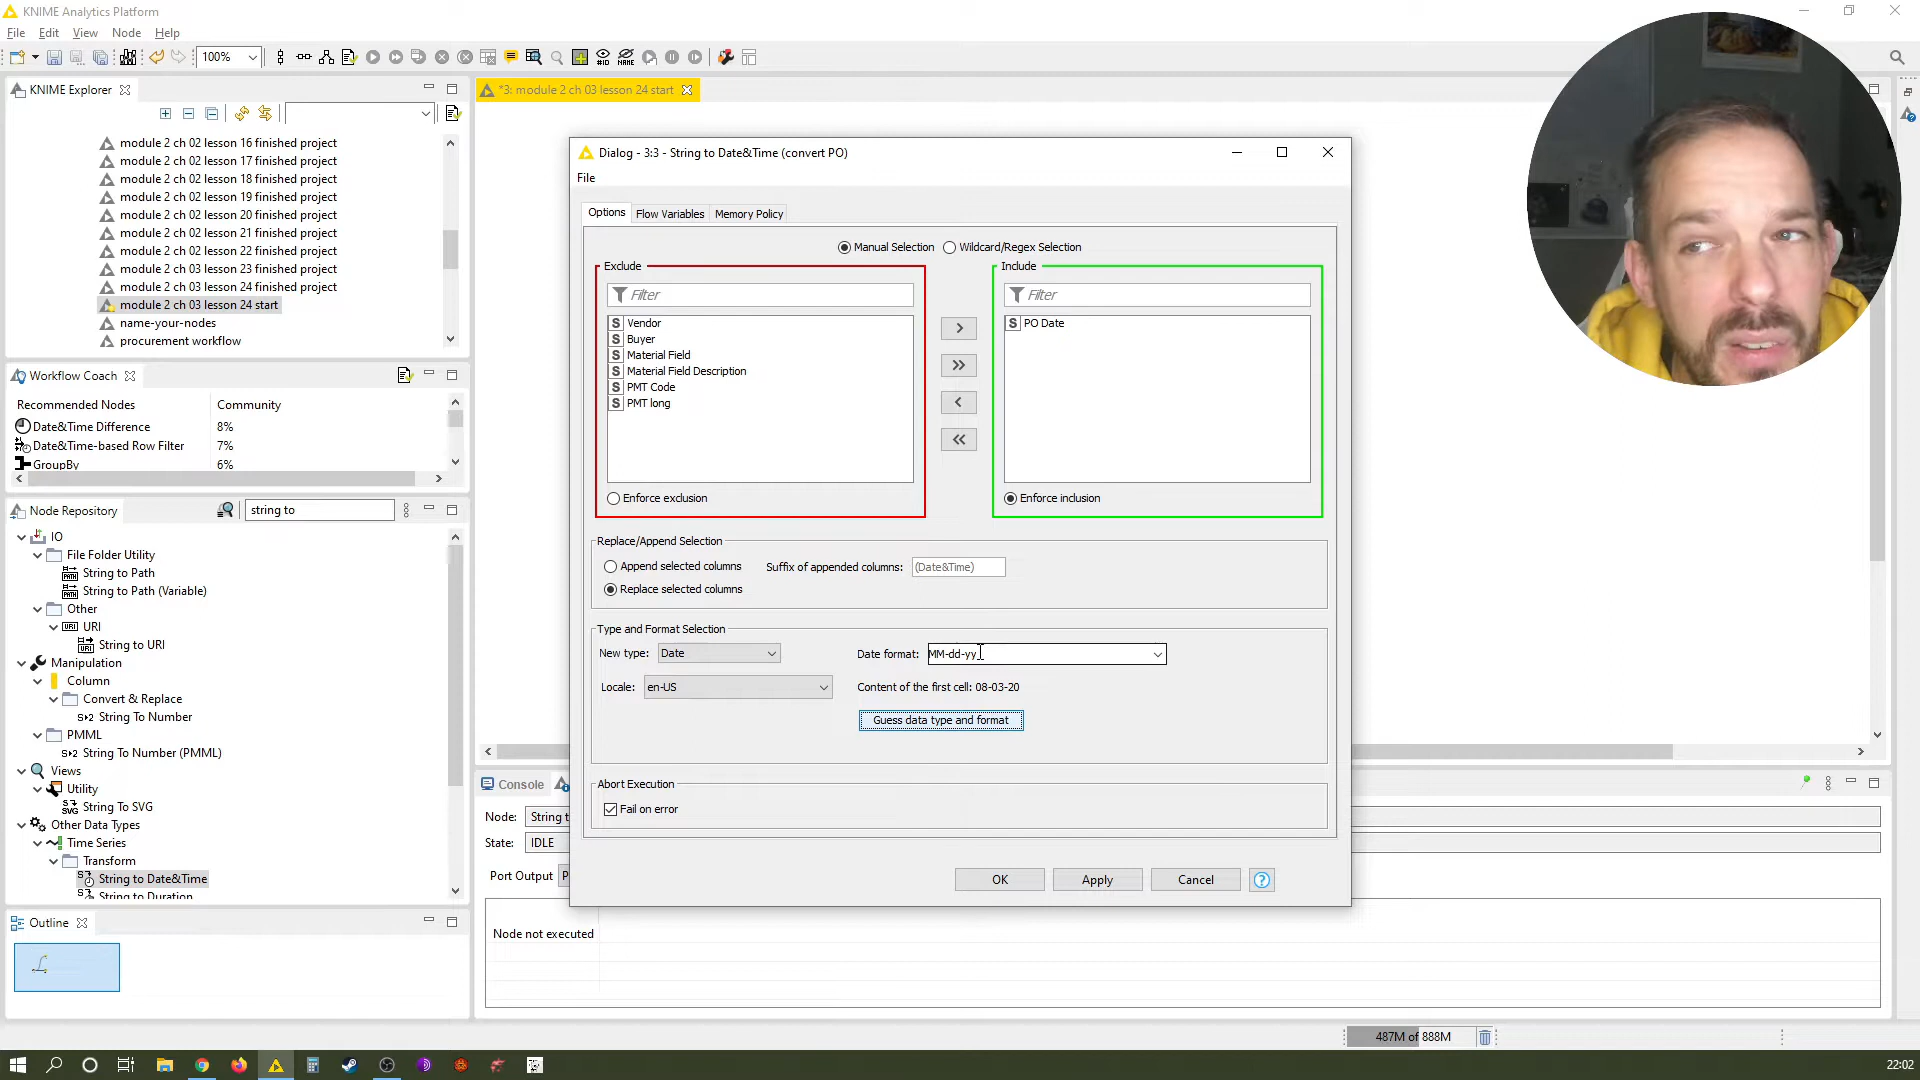 KNIME Analytics Platform
File Edit View Node Help
100%
KNIME Explorer
*3: module 2 ch 03 lesson 24 start
module 2 ch 02 lesson 16 finished project
module 2 ch 02 lesson 17 finished project
module 2 ch 02 lesson 18 finished project
module 2 ch 02 lesson 19 finished project
module 2 ch 02 lesson 20 finished project
module 2 ch 02 lesson 21 finished project
module 2 ch 02 lesson 22 finished project
module 2 ch 03 lesson 23 finished project
module 2 ch 03 lesson 24 finished project
module 2 ch 03 lesson 24 start
name-your-nodes
procurement workflow
Workflow Coach
Recommended Nodes Community
Date&Time Difference 8%
Date&Time-based Row Filter 7%
GroupBy 6%
Node Repository string to
IO
File Folder Utility
String to Path
String to Path (Variable)
Other
URI
String to URI
Manipulation
Column
Convert & Replace
String To Number
PMML
String To Number (PMML)
Views
Utility
String To SVG
Other Data Types
Time Series
Transform
String to Date&Time
String to Duration
Outline
Dialog - 3:3 - String to Date&Time (convert PO)
File
Options Flow Variables Memory Policy
Manual Selection Wildcard/Regex Selection
Exclude Include
Filter Filter
S Vendor S PO Date
S Buyer
S Material Field
S Material Field Description
S PMT Code
S PMT long
Enforce exclusion Enforce inclusion
Replace/Append Selection
Append selected columns Suffix of appended columns: (Date&Time)
Replace selected columns
Type and Format Selection
New type: Date Date format: MM-dd-yy
Locale: en-US Content of the first cell: 08-03-20
Guess data type and format
Abort Execution
Fail on error
OK Apply Cancel
Console
Node: String t
State: IDLE
Port Output P
Node not executed
487M of 888M
22:02